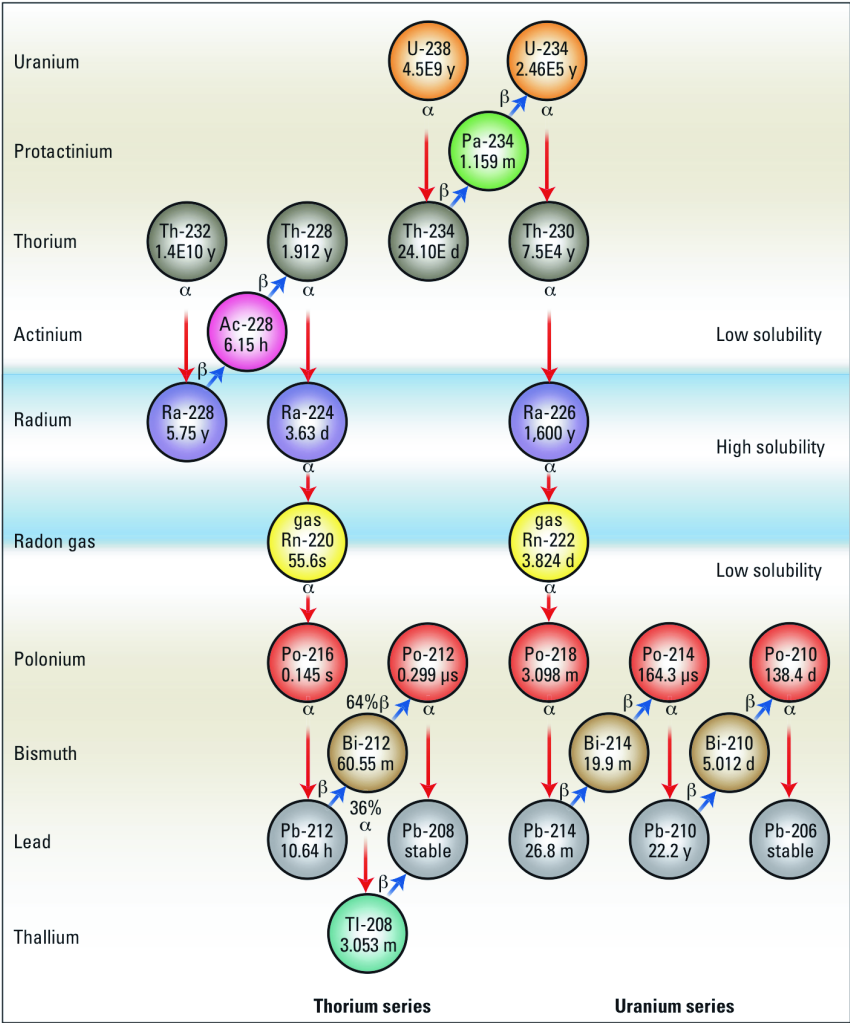 Uranium
U-238
4.5E9 y
α
U-234
2.46E5 y
α
β
Protactinium
Pa-234
1.159 m
β
Thorium
Th-232
1.4E10 y
α
Th-228
1.912 y
α
Th-234
24.10E d
Th-230
7.5E4 y
α
β
Actinium
Ac-228
6.15 h
Low solubility
β
Radium
Ra-228
5.75 y
Ra-224
3.63 d
α
Ra-226
1,600 y
α
High solubility
Radon gas
gas
Rn-220
55.6s
α
gas
Rn-222
3.824 d
α
Low solubility
Polonium
Po-216
0.145 s
α
Po-212
0.299 µs
α
Po-218
3.098 m
α
Po-214
164.3 µs
α
Po-210
138.4 d
α
64%β
β
β
Bismuth
Bi-212
60.55 m
Bi-214
19.9 m
Bi-210
5.012 d
β
36%
α
β
β
Lead
Pb-212
10.64 h
Pb-208
stable
Pb-214
26.8 m
Pb-210
22.2 y
Pb-206
stable
β
Thallium
Tl-208
3.053 m
Thorium series
Uranium series